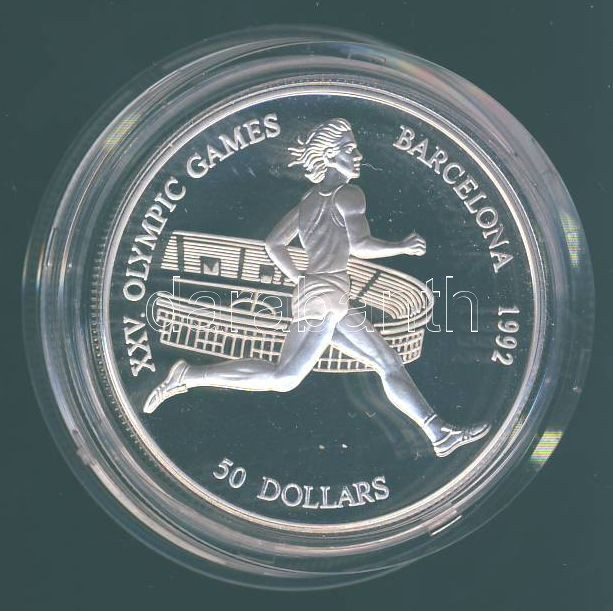 XXV. OLYMPIC GAMES
BARCELONA 1992
darabanth
50 DOLLARS